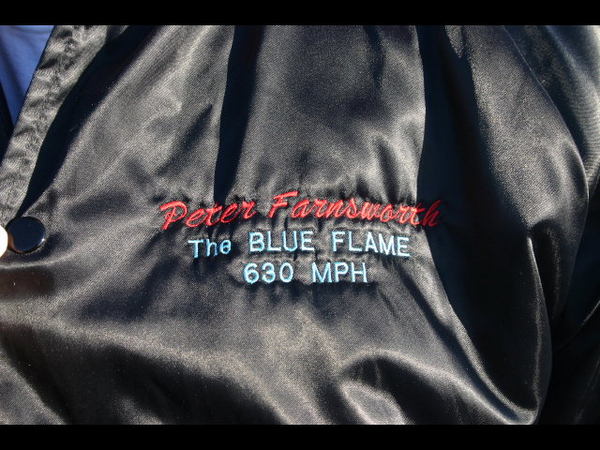 Peter Farnsworth
The BLUE FLAME
630 MPH